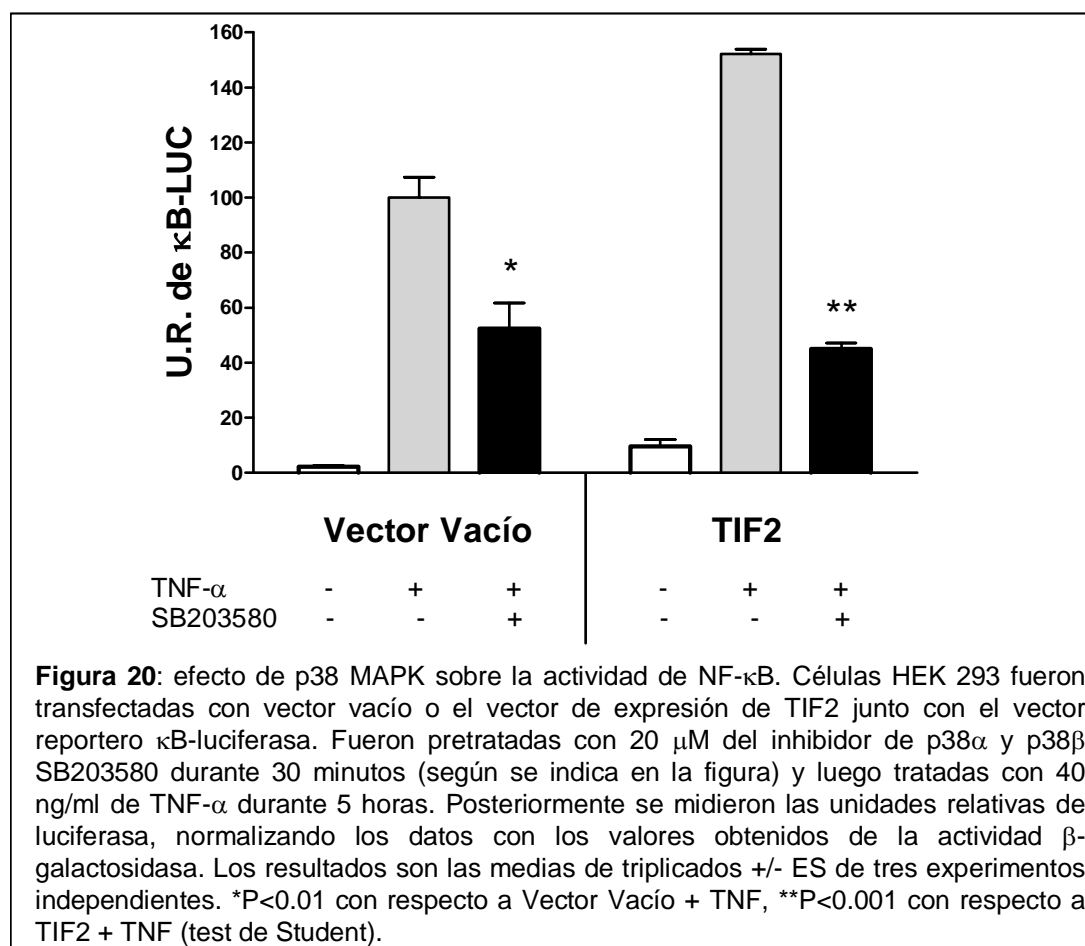 160
140
120
100
80
60
40
20
0
U.R. de κB-LUC
*
**
Vector Vacío TIF2
TNF-α - + + - + +
SB203580 - - + - - +
Figura 20: efecto de p38 MAPK sobre la actividad de NF-κB. Células HEK 293 fueron
transfectadas con vector vacío o el vector de expresión de TIF2 junto con el vector
reportero κB-luciferasa. Fueron pretratadas con 20 μM del inhibidor de p38α y p38β
SB203580 durante 30 minutos (según se indica en la figura) y luego tratadas con 40
ng/ml de TNF-α durante 5 horas. Posteriormente se midieron las unidades relativas de
luciferasa, normalizando los datos con los valores obtenidos de la actividad β-
galactosidasa. Los resultados son las medias de triplicados +/- ES de tres experimentos
independientes. *P<0.01 con respecto a Vector Vacío + TNF, **P<0.001 con respecto a
TIF2 + TNF (test de Student).